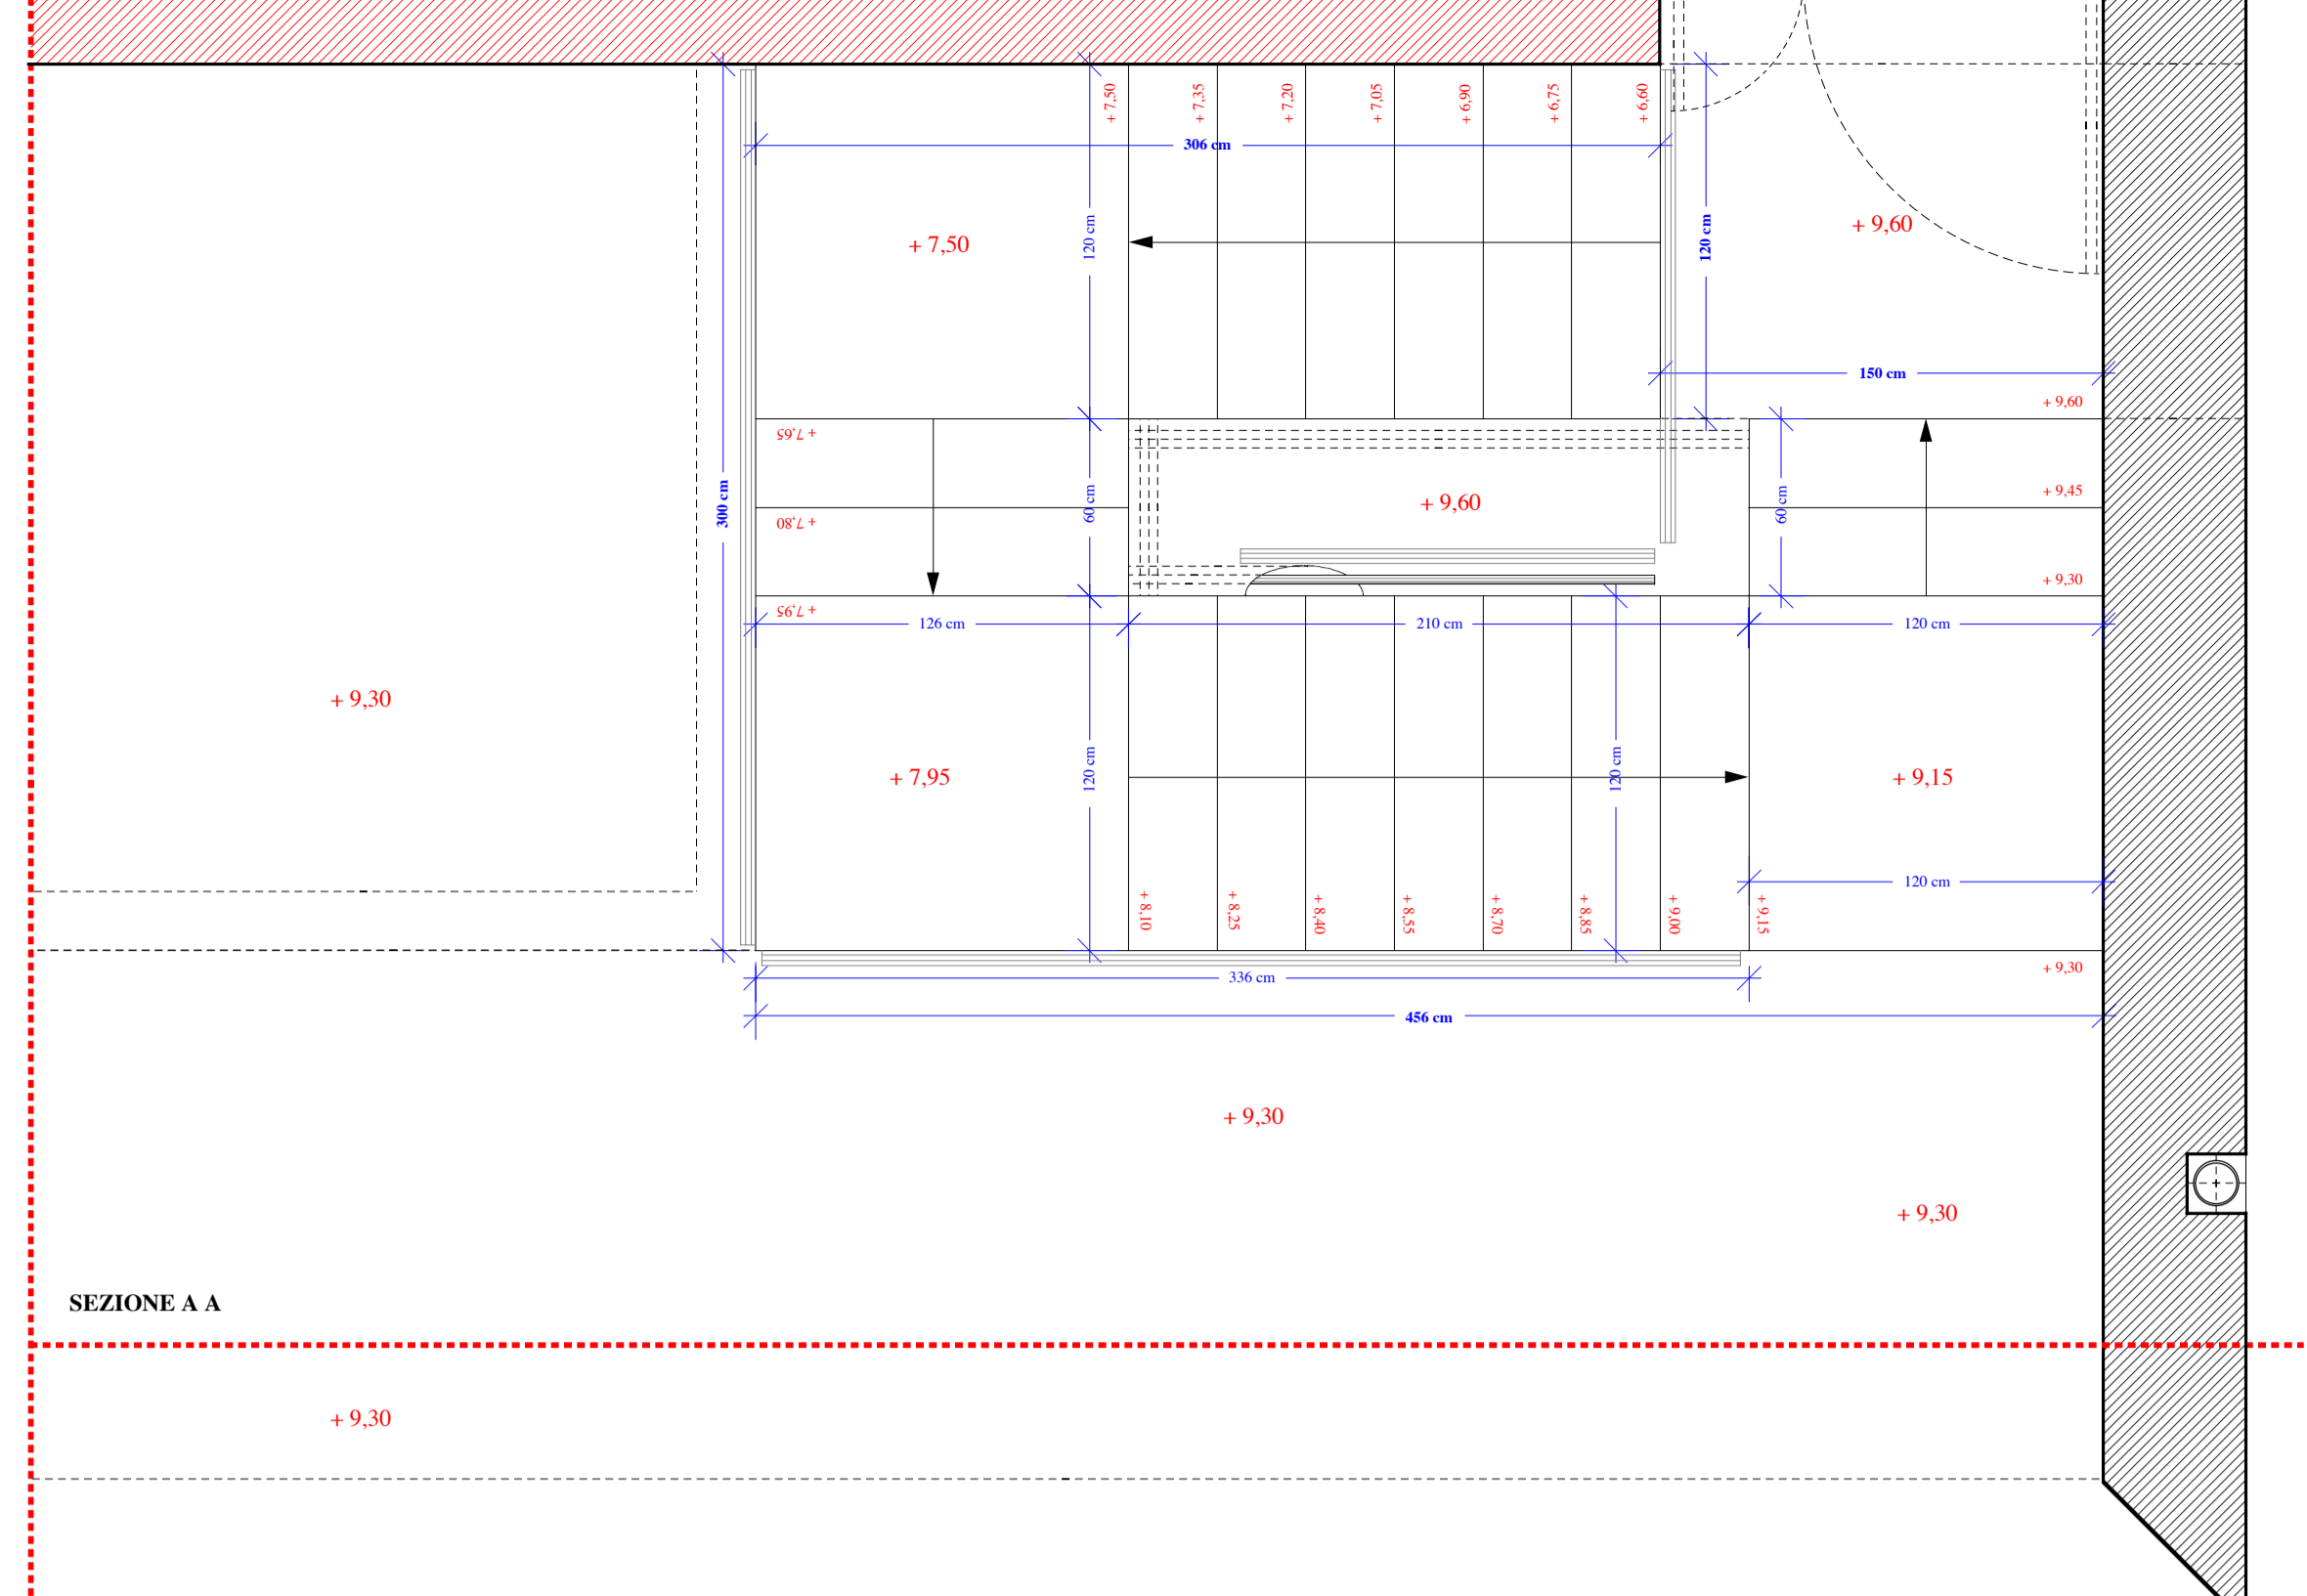 + 7,50
+ 7,35
+ 7,20
+ 7,05
+ 6,90
+ 6,75
+ 6,60
306 cm
+ 7,50
120 cm
120 cm
+ 9,60
150 cm
+ 9,60
+ 7,65
300 cm
+ 7,80
60 cm
+ 9,60
60 cm
+ 9,45
+ 9,30
+ 7,95
126 cm
210 cm
120 cm
+ 9,30
+ 7,95
120 cm
120 cm
+ 9,15
120 cm
+ 8,10
+ 8,25
+ 8,40
+ 8,55
+ 8,70
+ 8,85
+ 9,00
+ 9,15
+ 9,30
336 cm
456 cm
+ 9,30
+ 9,30
SEZIONE A A
+ 9,30